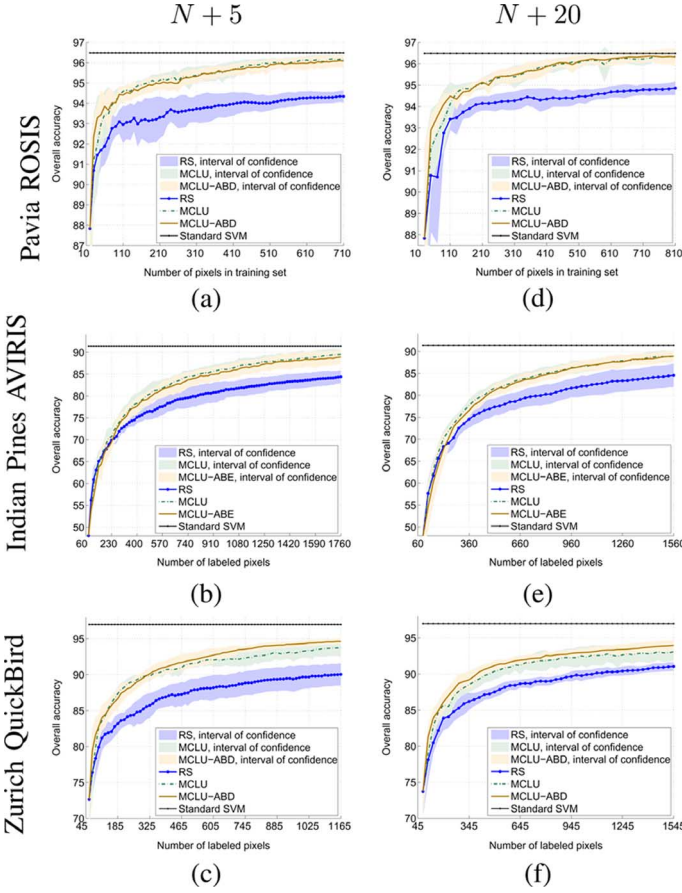 N + 5
N + 20
Pavia ROSIS
97
96
95
94
93
92
91
90
89
88
87
Overall accuracy
RS, interval of confidence
MCLU, interval of confidence
MCLU-ABD, interval of confidence
RS
MCLU
MCLU-ABD
Standard SVM
10 110 210 310 410 510 610 710
Number of pixels in training set
(a)
97
96
95
94
93
92
91
90
89
88
Overall accuracy
RS, interval of confidence
MCLU, interval of confidence
MCLU-ABD, interval of confidence
RS
MCLU
MCLU-ABD
Standard SVM
10 110 210 310 410 510 610 710 810
Number of pixels in training set
(d)
Indian Pines AVIRIS
90
85
80
75
70
65
60
55
50
Overall accuracy
RS, interval of confidence
MCLU, interval of confidence
MCLU-ABE, interval of confidence
RS
MCLU
MCLU-ABE
Standard SVM
60 230 400 570 740 910 1080 1250 1420 1590 1760
Number of labeled pixels
(b)
90
85
80
75
70
65
60
55
50
Overall accuracy
RS, interval of confidence
MCLU, interval of confidence
MCLU-ABE, interval of confidence
RS
MCLU
MCLU-ABE
Standard SVM
60 360 660 960 1260 1560
Number of labeled pixels
(e)
Zurich QuickBird
95
90
85
80
75
70
Overall accuracy
RS, interval of confidence
MCLU, interval of confidence
MCLU-ABD, interval of confidence
RS
MCLU
MCLU-ABD
Standard SVM
45 185 325 465 605 745 885 1025 1165
Number of labeled pixels
(c)
95
90
85
80
75
70
Overall accuracy
RS, interval of confidence
MCLU, interval of confidence
MCLU-ABD, interval of confidence
RS
MCLU
MCLU-ABD
Standard SVM
45 345 645 945 1245 1545
Number of labeled pixels
(f)